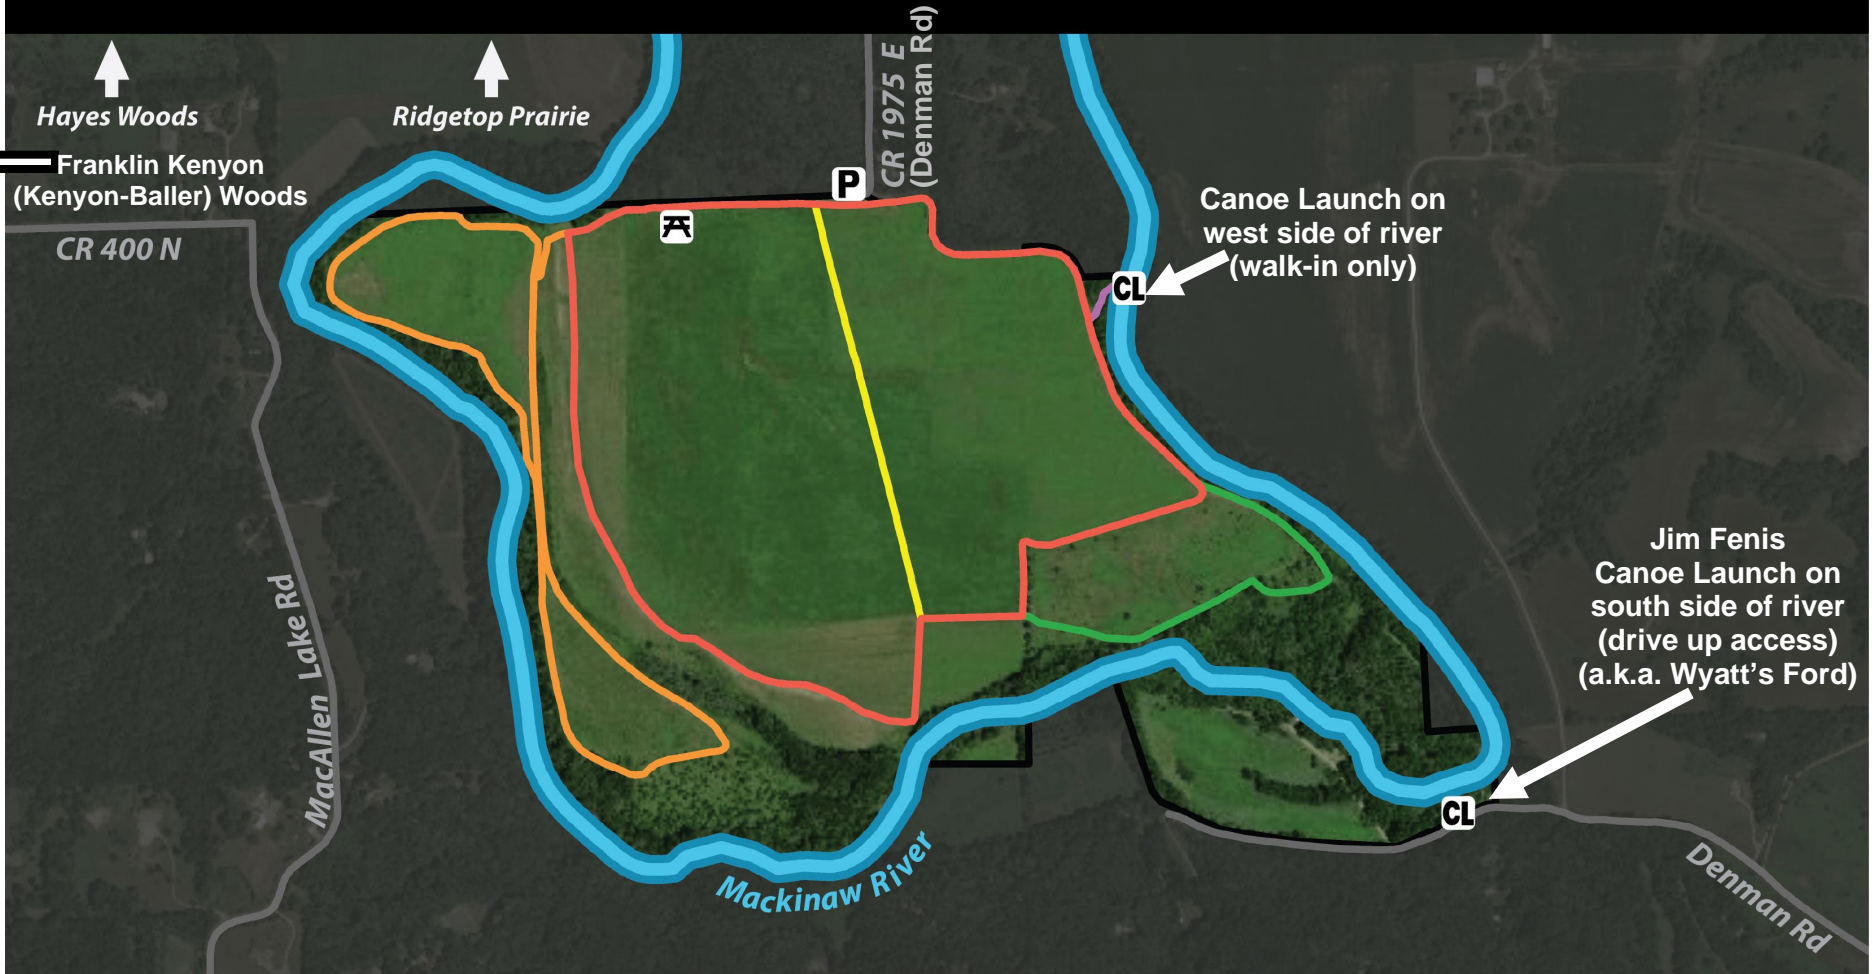 Hayes Woods
Ridgetop Prairie
Franklin Kenyon
(Kenyon-Baller) Woods
CR 400 N
P
CR 1975 E
(Denman Rd)
Canoe Launch on
west side of river
(walk-in only)
CL
Jim Fenis
Canoe Launch on
south side of river
(drive up access)
(a.k.a. Wyatt's Ford)
CL
MacAllen Lake Rd
Mackinaw River
Denman Rd